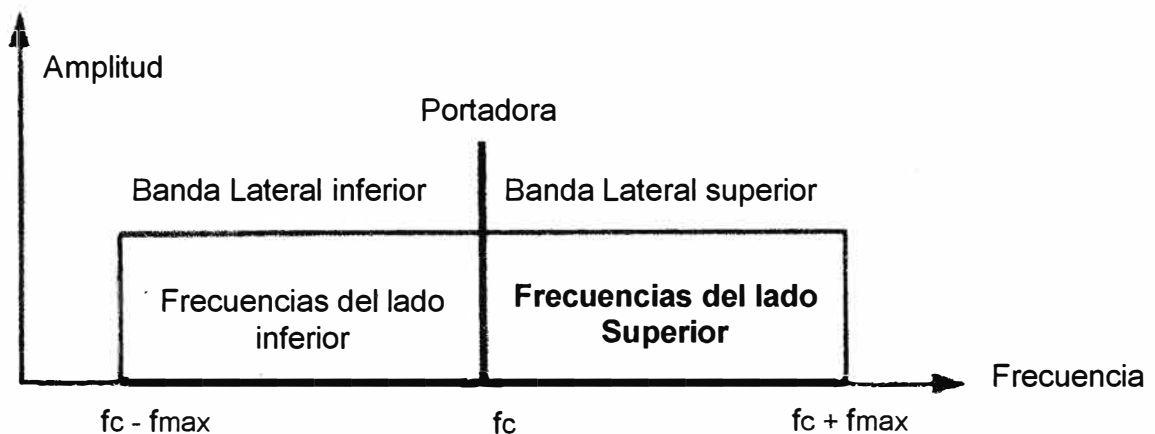 Amplitud
Portadora
Banda Lateral inferior
Banda Lateral superior
Frecuencias del lado
inferior
Frecuencias del lado
Superior
Frecuencia
fc - fmax
fc
fc + fmax